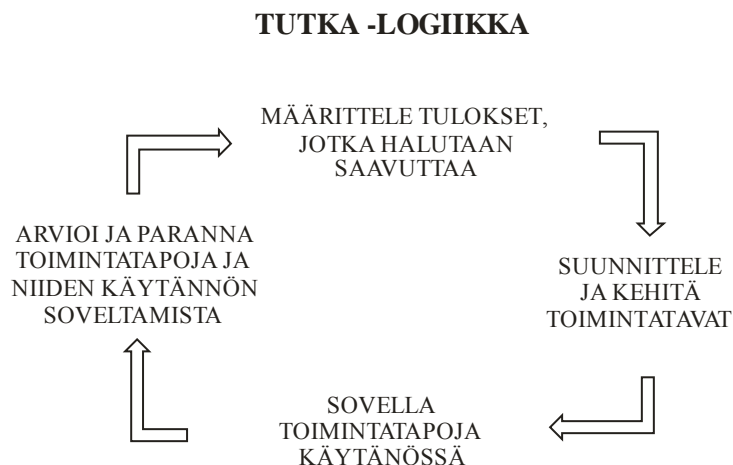 TUTKA -LOGIIKKA
MÄÄRITTELE TULOKSET,
JOTKA HALUTAAN
SAAVUTTAA
SUUNNITTELE
JA KEHITÄ
TOIMINTATAVAT
SOVELLA
TOIMINTATAPOJA
KÄYTÄNÖSSÄ
ARVIOI JA PARANNA
TOIMINTATAPOJA JA
NIIDEN KÄYTÄNNÖN
SOVELTAMISTA